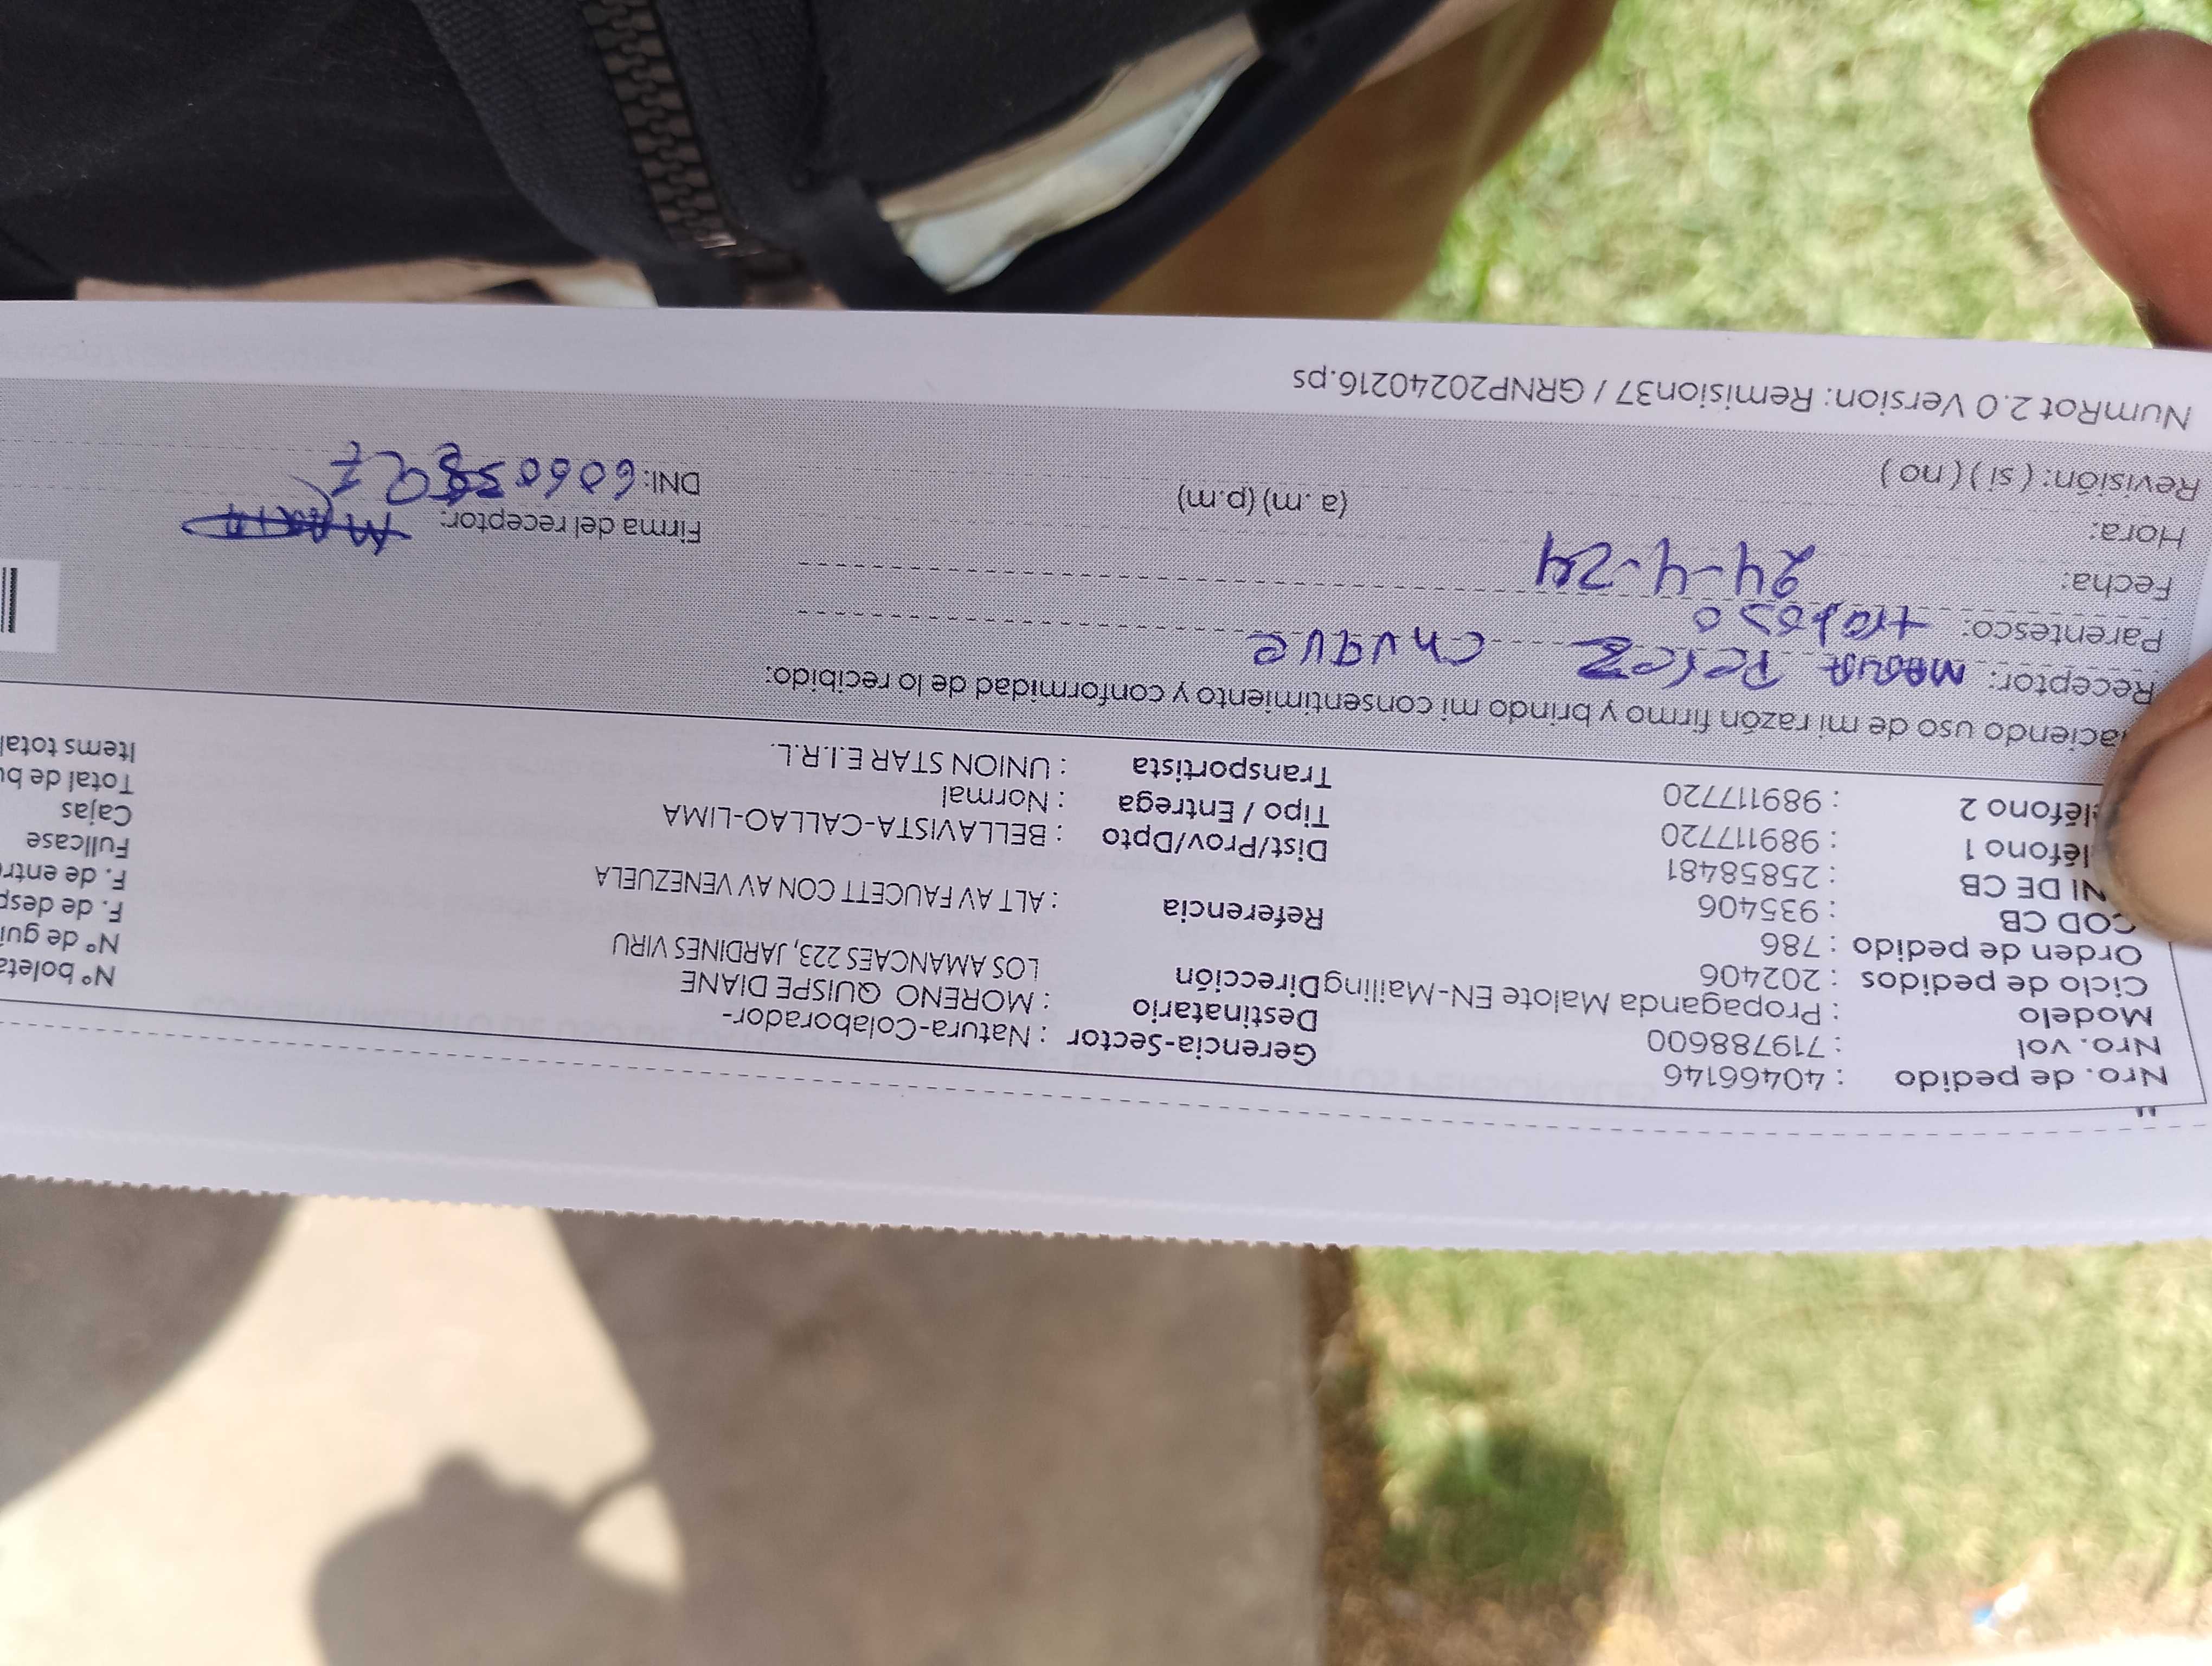 Nro. de pedido : 40466146
Nro. vol : 719788600
Modelo : Propaganda Malote EN-Mailing
Ciclo de pedidos : 202406
Orden de pedido : 786
COD CB : 935406
NI DE CB : 25858481
léfono 1 : 989117720
léfono 2 : 989117720
Gerencia-Sector : Natura-Colaborador-
Destinatario : MORENO QUISPE DIANE
Dirección LOS AMANCAES 223, JARDINES VIRU
Referencia : ALT AV FAUCETT CON AV VENEZUELA
Dist/Prov/Dpto : BELLAVISTA-CALLAO-LIMA
Tipo / Entrega : Normal
Transportista : UNION STAR E.I.R.L.
N° boleta
N° de guí
F. de desp
F. de entre
Fullcase
Cajas
Total de bu
Items total
aciendo uso de mi razón firmo y brindo mi consentimiento y conformidad de lo recibido:
Receptor: Perez chuque
Parentesco:
Fecha: 24-4-24
Hora: (a.m) (p.m)
Revisión: ( si ) ( no )
Firma del receptor:
DNI:
NumRot 2.0 Version: Remision37 / GRNP20240216.ps